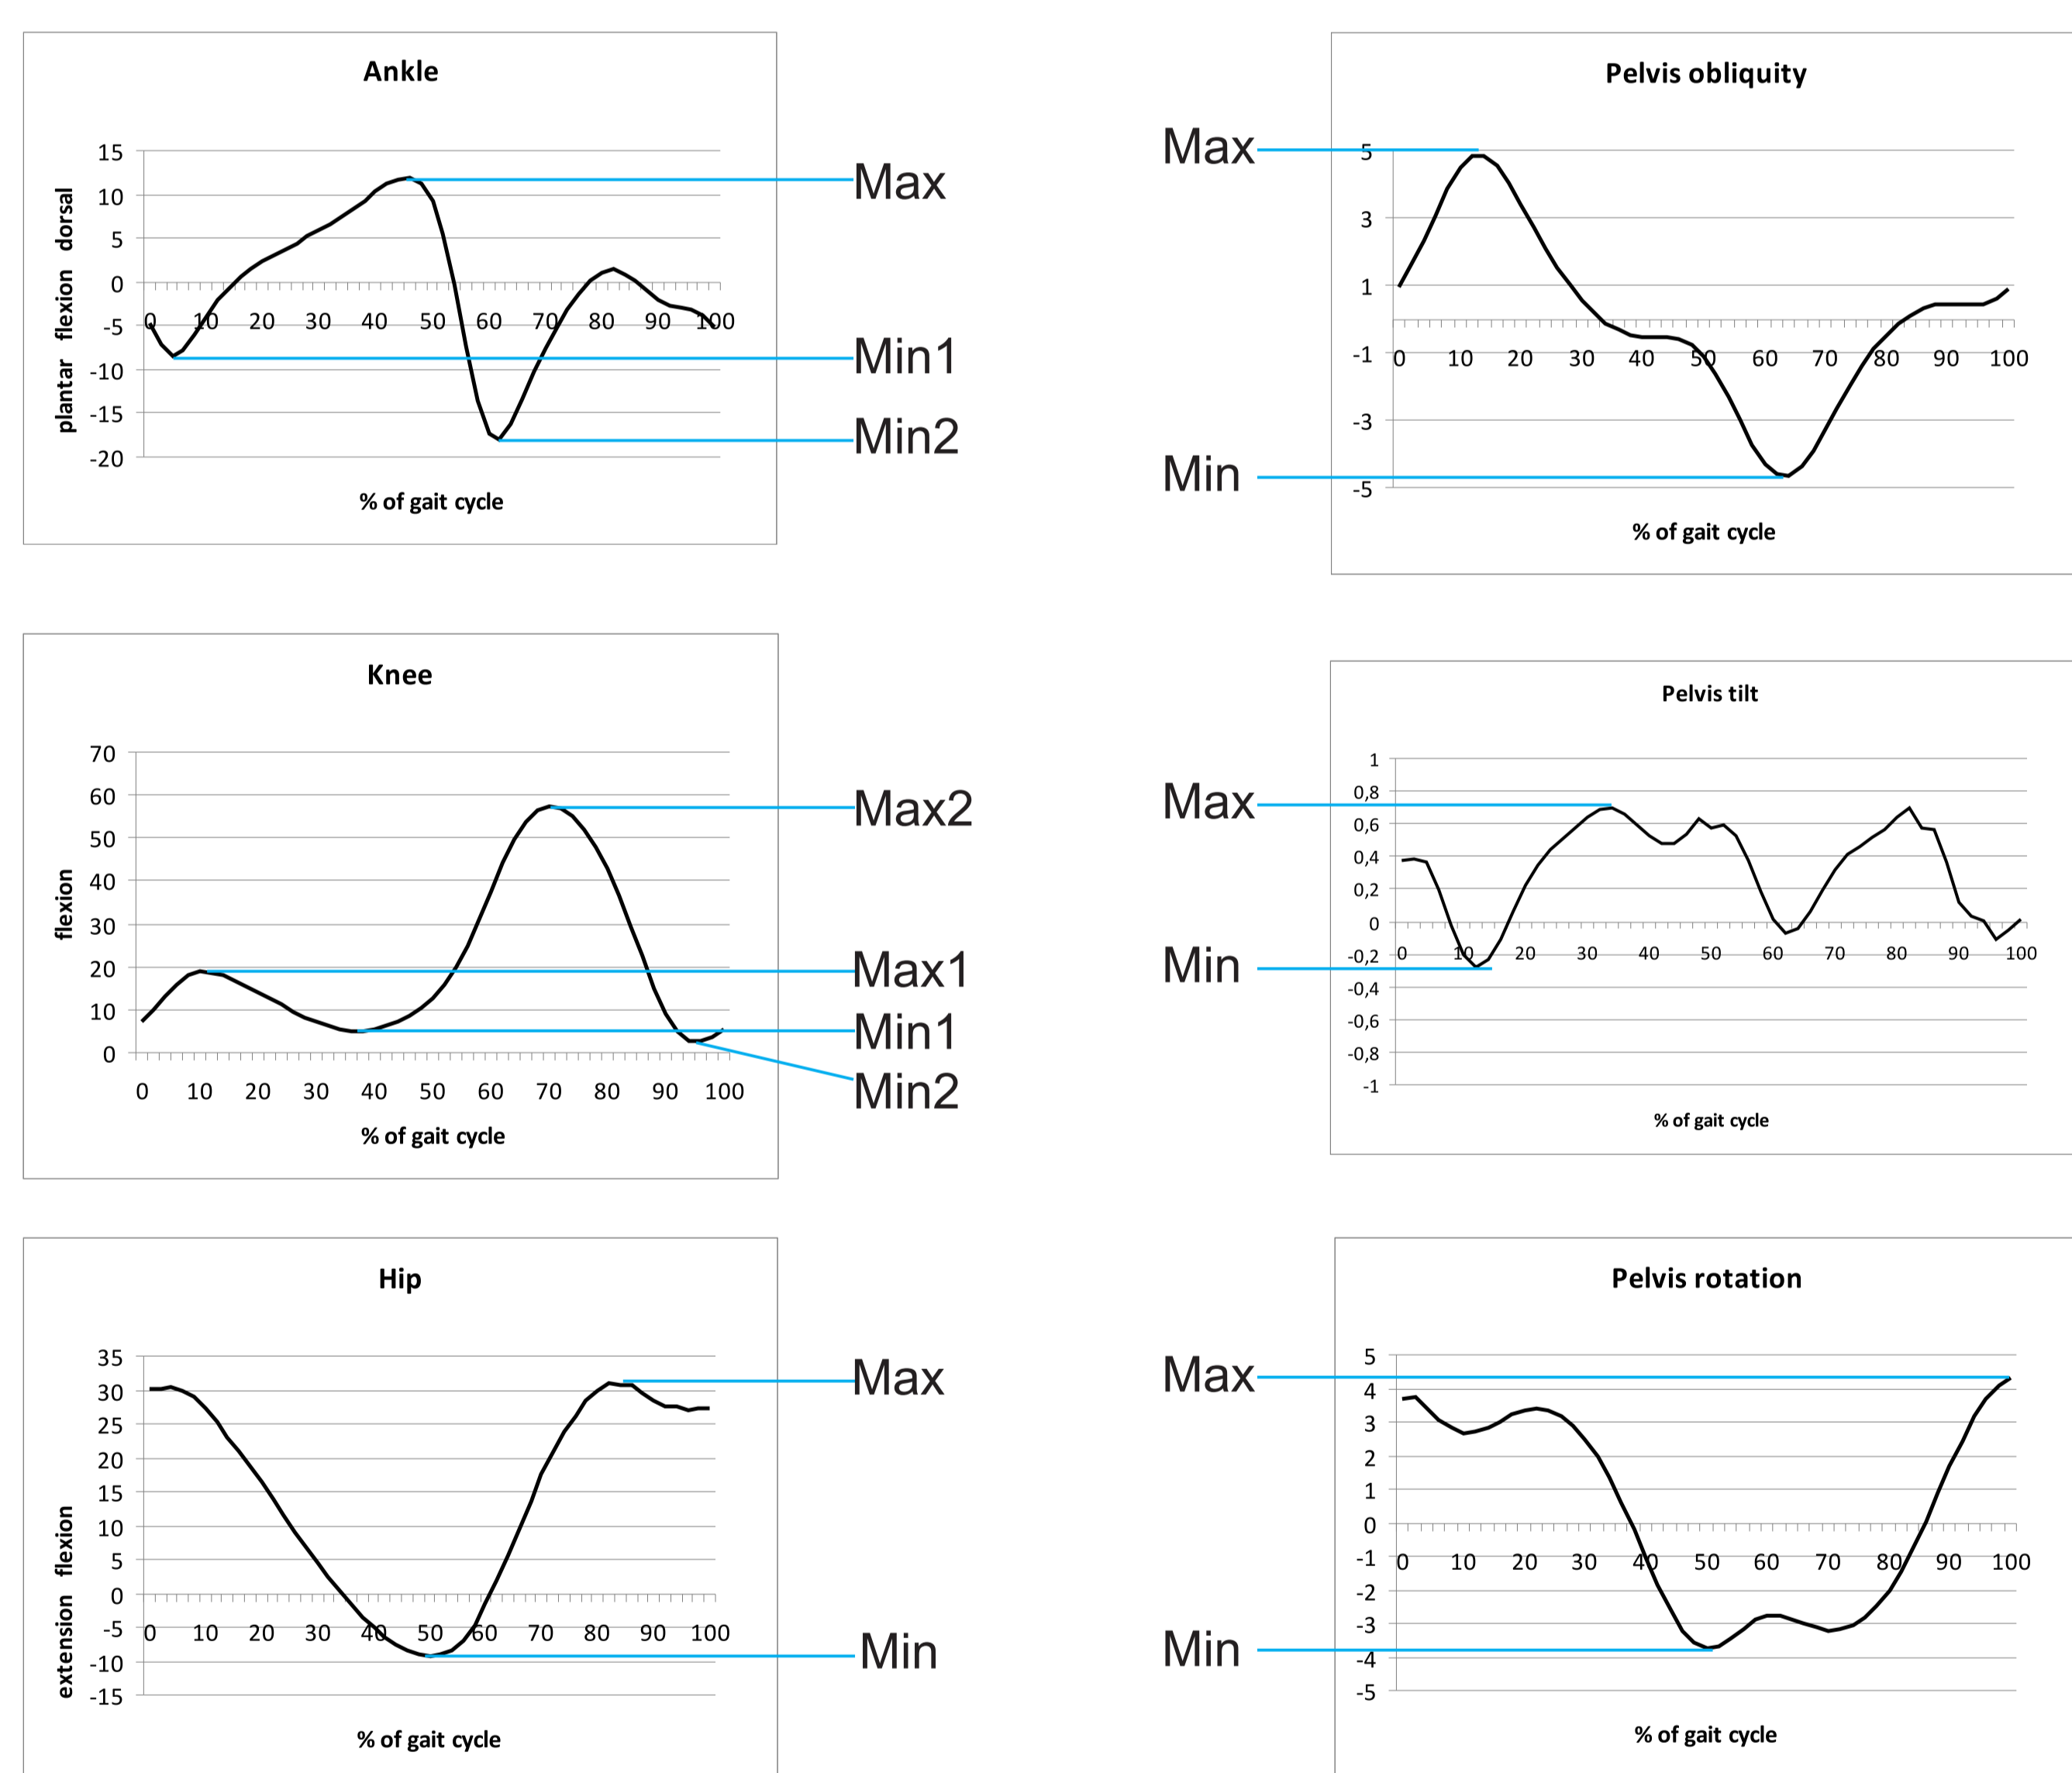 Ankle
15
10
5
0
-5
-10
-15
-20
plantar flexion dorsal
0 10 20 30 40 50 60 70 80 90 100
% of gait cycle
Max
Min1
Min2
Pelvis obliquity
Max
Min
5
3
1
-1
-3
-5
0 10 20 30 40 50 60 70 80 90 100
% of gait cycle
Knee
70
60
50
40
30
20
10
0
flexion
0 10 20 30 40 50 60 70 80 90 100
% of gait cycle
Max2
Max1
Min1
Min2
Pelvis tilt
Max
Min
1
0,8
0,6
0,4
0,2
0
-0,2
-0,4
-0,6
-0,8
-1
0 10 20 30 40 50 60 70 80 90 100
% of gait cycle
Hip
35
30
25
20
15
10
5
0
-5
-10
-15
extension flexion
0 10 20 30 40 50 60 70 80 90 100
% of gait cycle
Max
Min
Pelvis rotation
Max
Min
5
4
3
2
1
0
-1
-2
-3
-4
-5
0 10 20 30 40 50 60 70 80 90 100
% of gait cycle